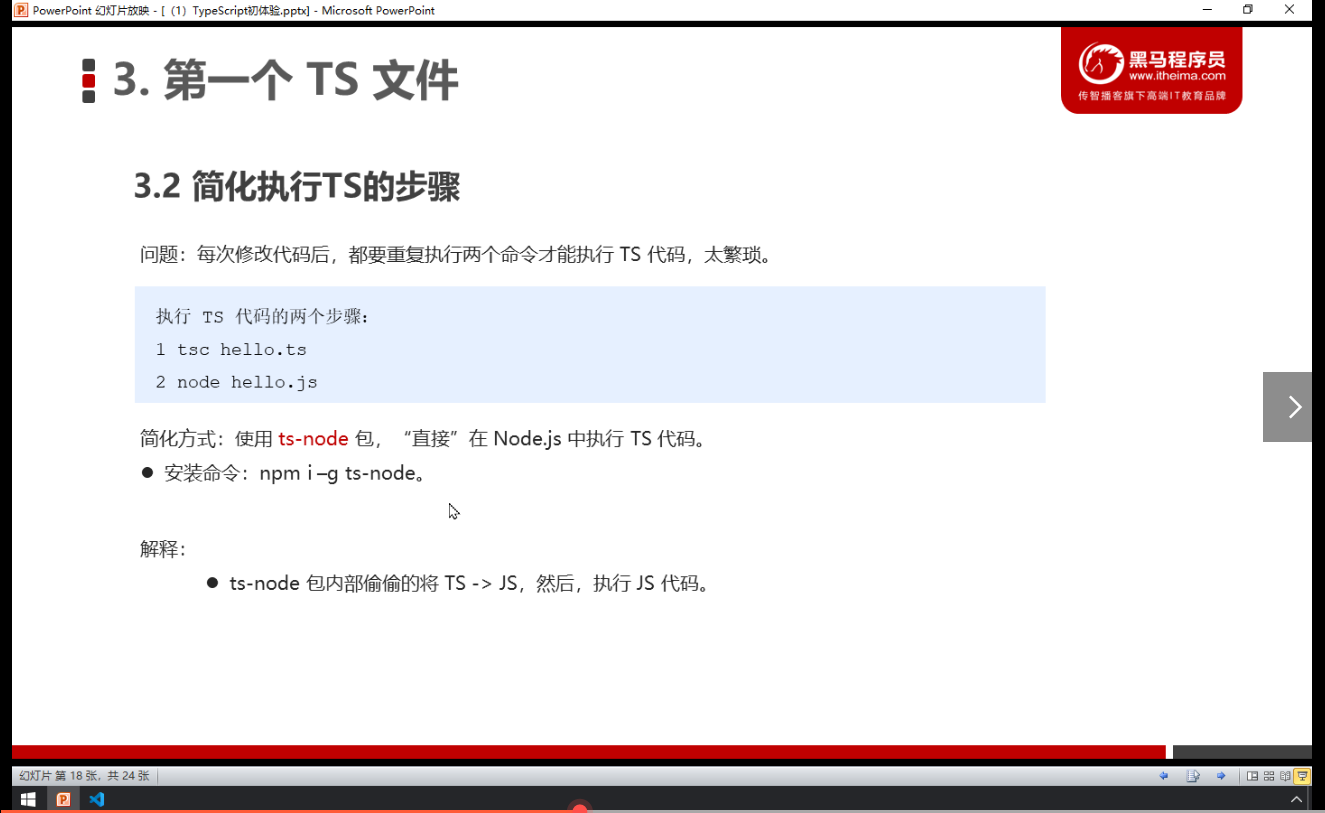 PowerPoint 幻灯片放映 - [（1）TypeScript初体验.pptx] - Microsoft PowerPoint
3. 第一个 TS 文件
黑马程序员
www.itheima.com
传智播客旗下高端IT教育品牌
3.2 简化执行TS的步骤
问题：每次修改代码后，都要重复执行两个命令才能执行 TS 代码，太繁琐。
执行 TS 代码的两个步骤：
1 tsc hello.ts
2 node hello.js
简化方式：使用 ts-node 包，“直接”在 Node.js 中执行 TS 代码。
● 安装命令：npm i –g ts-node。
解释：
● ts-node 包内部偷偷的将 TS -> JS，然后，执行 JS 代码。
幻灯片 第 18 张，共 24 张